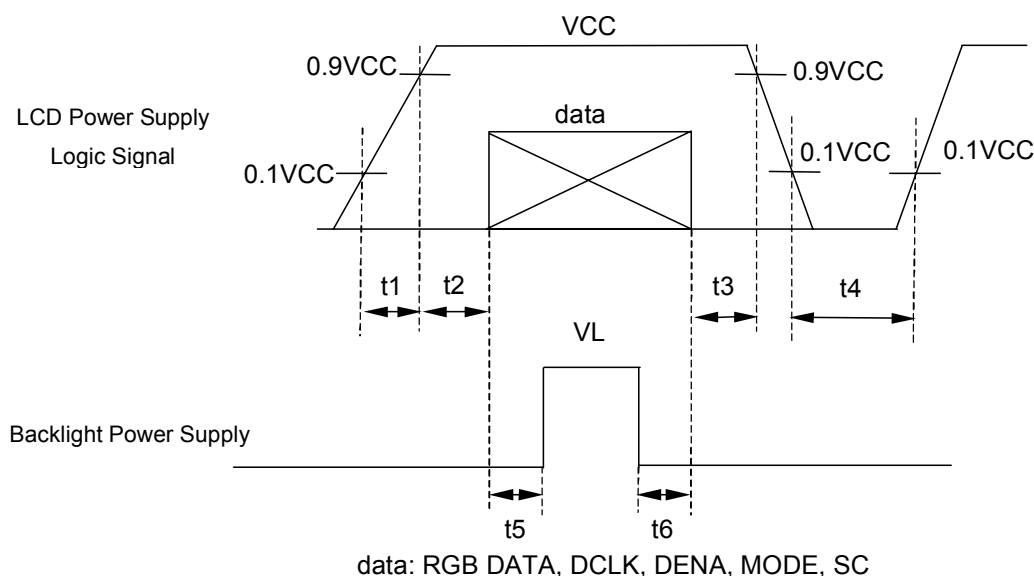 VCC
0.9VCC
0.9VCC
LCD Power Supply
Logic Signal
data
0.1VCC
0.1VCC
0.1VCC
t1
t2
t3
t4
VL
Backlight Power Supply
t5
t6
data: RGB DATA, DCLK, DENA, MODE, SC